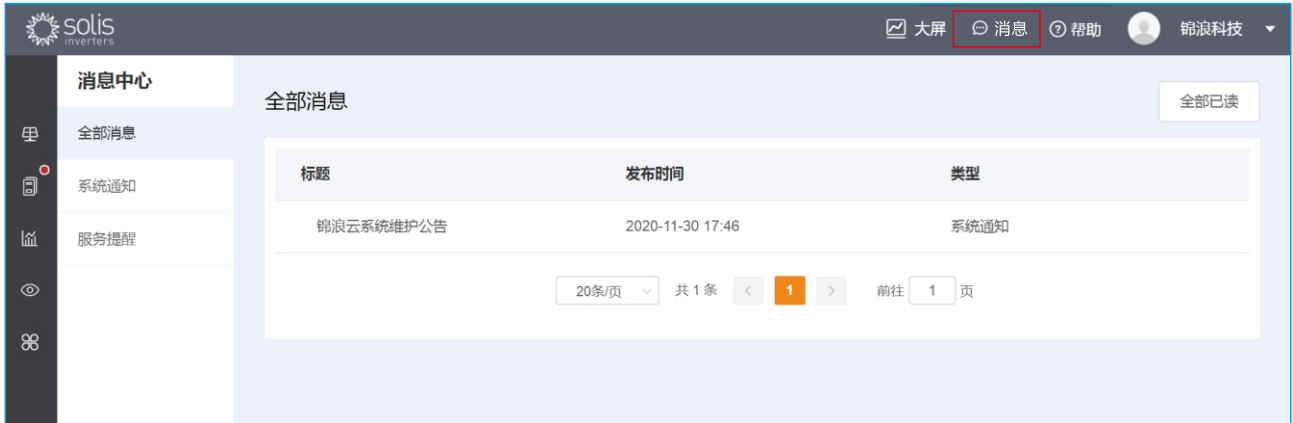 solis
inverters
大屏 消息 帮助 锦浪科技
消息中心
全部消息
系统通知
服务提醒
全部消息 全部已读
标题 发布时间 类型
锦浪云系统维护公告 2020-11-30 17:46 系统通知
20条/页 共 1 条 1 前往 1 页